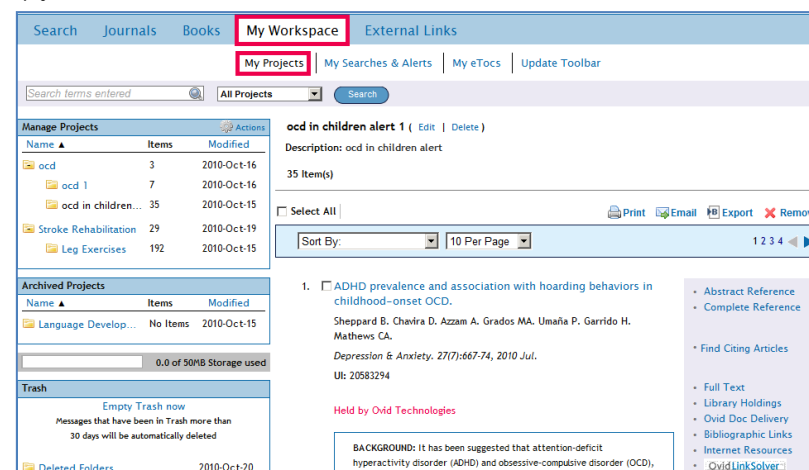 Search Journals Books My Workspace External Links
My Projects My Searches & Alerts My eTocs Update Toolbar
Search terms entered All Projects Search
Manage Projects Actions
Name ▲ Items Modified
ocd 3 2010-Oct-16
ocd 1 7 2010-Oct-16
ocd in children... 35 2010-Oct-15
Stroke Rehabilitation 29 2010-Oct-19
Leg Exercises 192 2010-Oct-15
Archived Projects
Name ▲ Items Modified
Language Develop... No Items 2010-Oct-15
0.0 of 50MB Storage used
Trash
Empty Trash now
Messages that have been in Trash more than
30 days will be automatically deleted
Deleted Folders 2010-Oct-20
ocd in children alert 1 ( Edit | Delete )
Description: ocd in children alert
35 Item(s)
Select All Print Email Export Remov
Sort By: 10 Per Page 1 2 3 4
1. ADHD prevalence and association with hoarding behaviors in
childhood-onset OCD.
Sheppard B. Chavira D. Azzam A. Grados MA. Umaña P. Garrido H.
Mathews CA.
Depression & Anxiety. 27(7):667-74, 2010 Jul.
UI: 20583294
Held by Ovid Technologies
BACKGROUND: It has been suggested that attention-deficit
hyperactivity disorder (ADHD) and obsessive-compulsive disorder (OCD),
Abstract Reference
Complete Reference
Find Citing Articles
Full Text
Library Holdings
Ovid Doc Delivery
Bibliographic Links
Internet Resources
Ovid LinkSolver